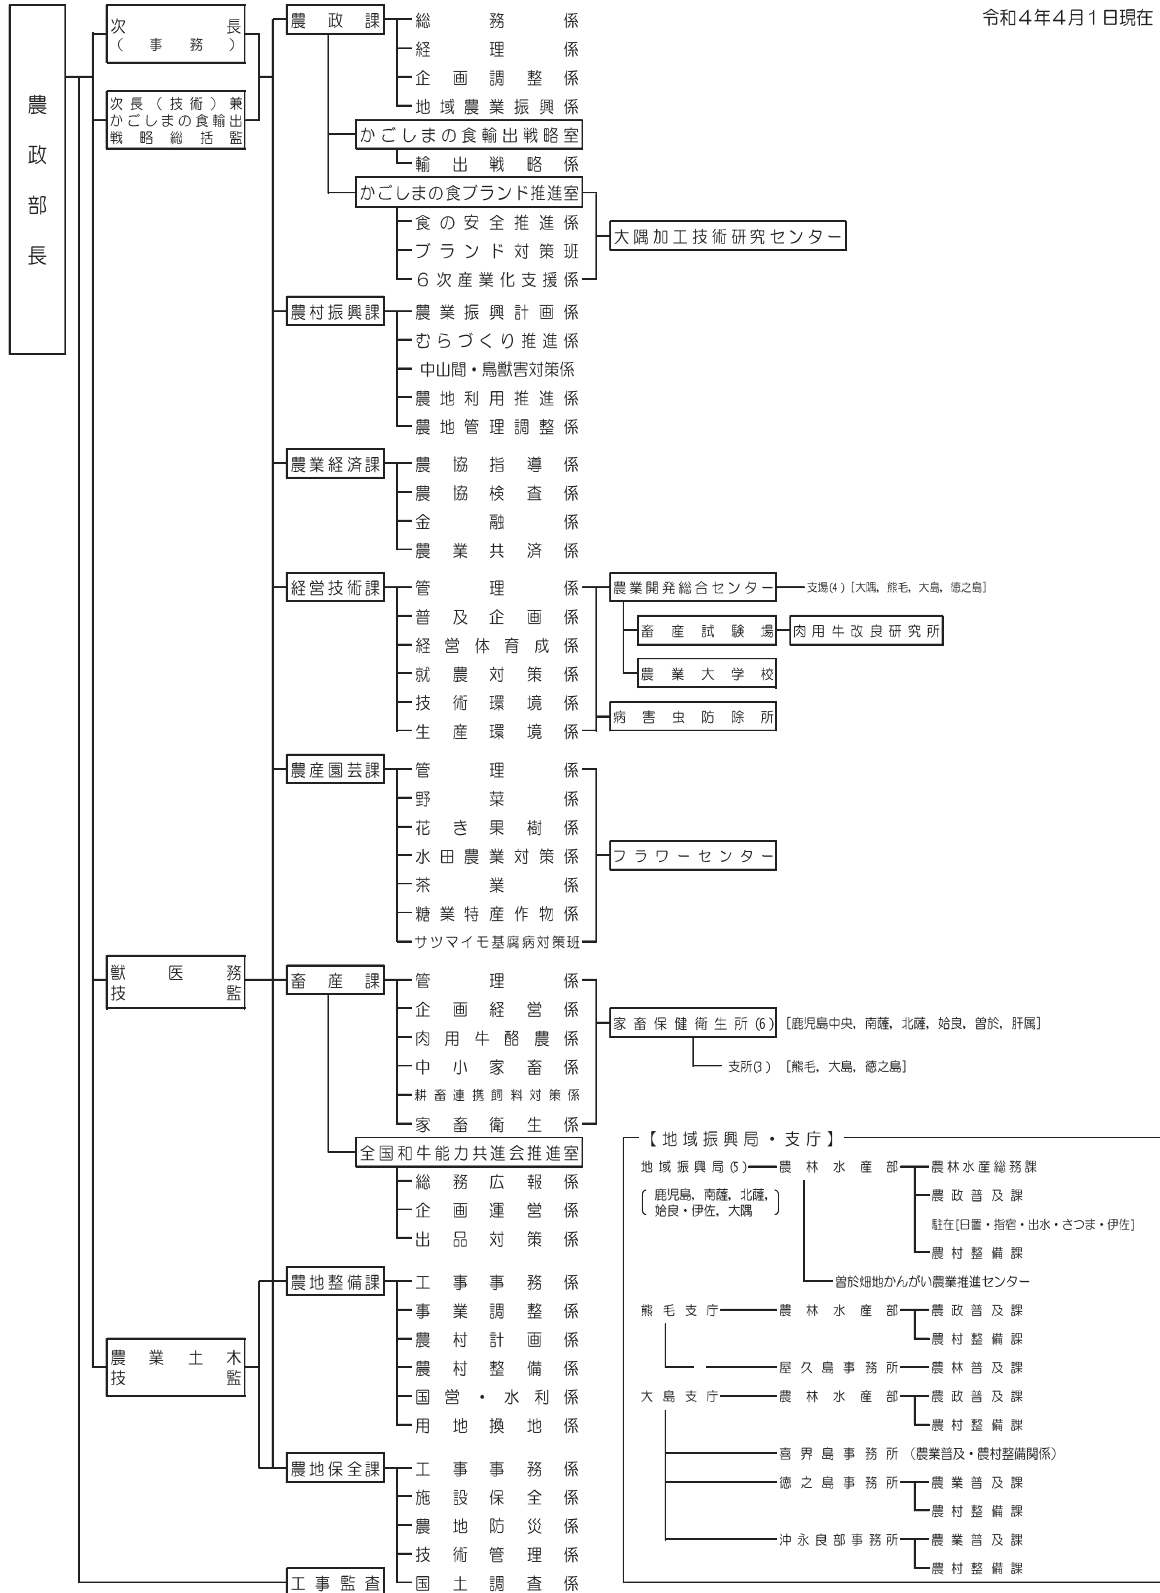 令和４年４月１日現在
農政部長
次長
（事務）
次長（技術）兼
かごしまの食輸出
戦略総括監
農政課
総務係
経理係
企画調整係
地域農業振興係
かごしまの食輸出戦略室
輸出戦略係
かごしまの食ブランド推進室
食の安全推進係
ブランド対策班
６次産業化支援係
大隅加工技術研究センター
農村振興課
農業振興計画係
むらづくり推進係
中山間・鳥獣害対策係
農地利用推進係
農地管理調整係
農業経済課
農協指導係
農協検査係
金融係
農業共済係
経営技術課
管理係
普及企画係
経営体育成係
就農対策係
技術環境係
生産環境係
農業開発総合センター
支場(4)［大隅，熊毛，大島，徳之島］
畜産試験場
肉用牛改良研究所
農業大学校
病害虫防除所
農産園芸課
管理係
野菜係
花き果樹係
水田農業対策係
茶業係
糖業特産作物係
サツマイモ基腐病対策班
フラワーセンター
獣医務
技監
畜産課
管理係
企画経営係
肉用牛酪農係
中小家畜係
耕畜連携飼料対策係
家畜衛生係
家畜保健衛生所(6)［鹿児島中央，南薩，北薩，姶良，曽於，肝属］
支所(3)［熊毛，大島，徳之島］
全国和牛能力共進会推進室
総務広報係
企画運営係
出品対策係
農業土木
技監
農地整備課
工事事務係
事業調整係
農村計画係
農村整備係
国営・水利係
用地換地係
農地保全課
工事事務係
施設保全係
農地防災係
技術管理係
国土調査係
工事監査
【地域振興局・支庁】
地域振興局(5)
鹿児島，南薩，北薩，
姶良・伊佐，大隅
農林水産部
農林水産総務課
農政普及課
駐在[日置・指宿・出水・さつま・伊佐]
農村整備課
曽於畑地かんがい農業推進センター
熊毛支庁
農林水産部
農政普及課
農村整備課
屋久島事務所
農林普及課
大島支庁
農林水産部
農政普及課
農村整備課
喜界島事務所（農業普及・農村整備関係）
徳之島事務所
農業普及課
農村整備課
沖永良部事務所
農業普及課
農村整備課